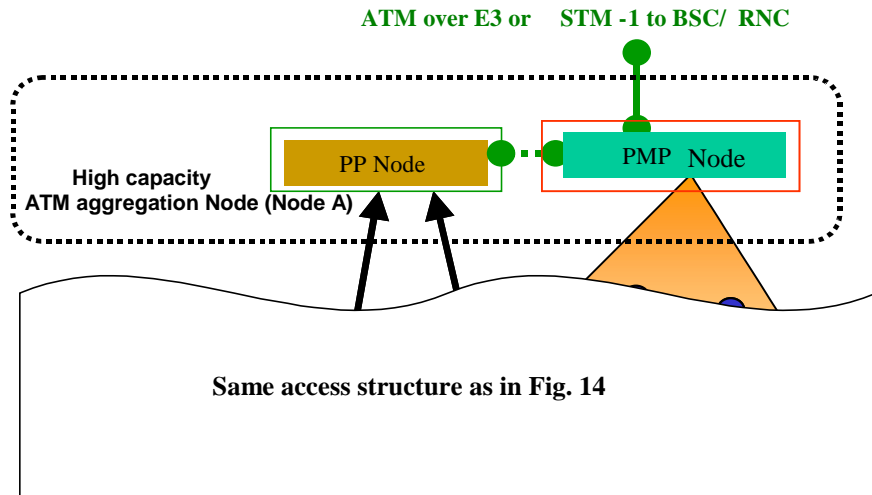 ATM over E3 or STM -1 to BSC/ RNC
PP Node
PMP Node
High capacity
ATM aggregation Node (Node A)
Same access structure as in Fig. 14